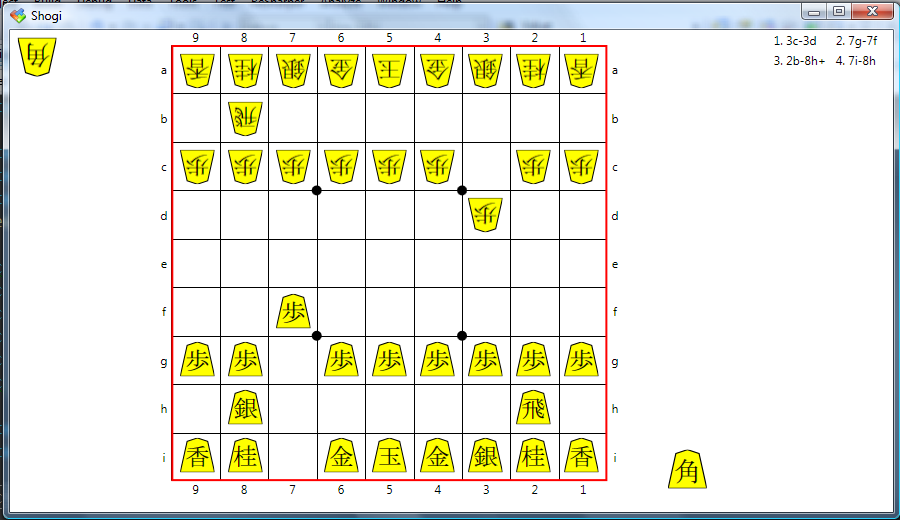 Shogi
9 8 7 6 5 4 3 2 1
1. 3c-3d 2. 7g-7f
3. 2b-8h+ 4. 7i-8h
角
a 香 桂 銀 金 玉 金 銀 桂 香 a
b 飛 b
c 歩 歩 歩 歩 歩 歩 歩 歩 c
d 歩 d
e e
f 歩 f
g 歩 歩 歩 歩 歩 歩 歩 歩 g
h 銀 飛 h
i 香 桂 金 玉 金 銀 桂 香 i
角
9 8 7 6 5 4 3 2 1